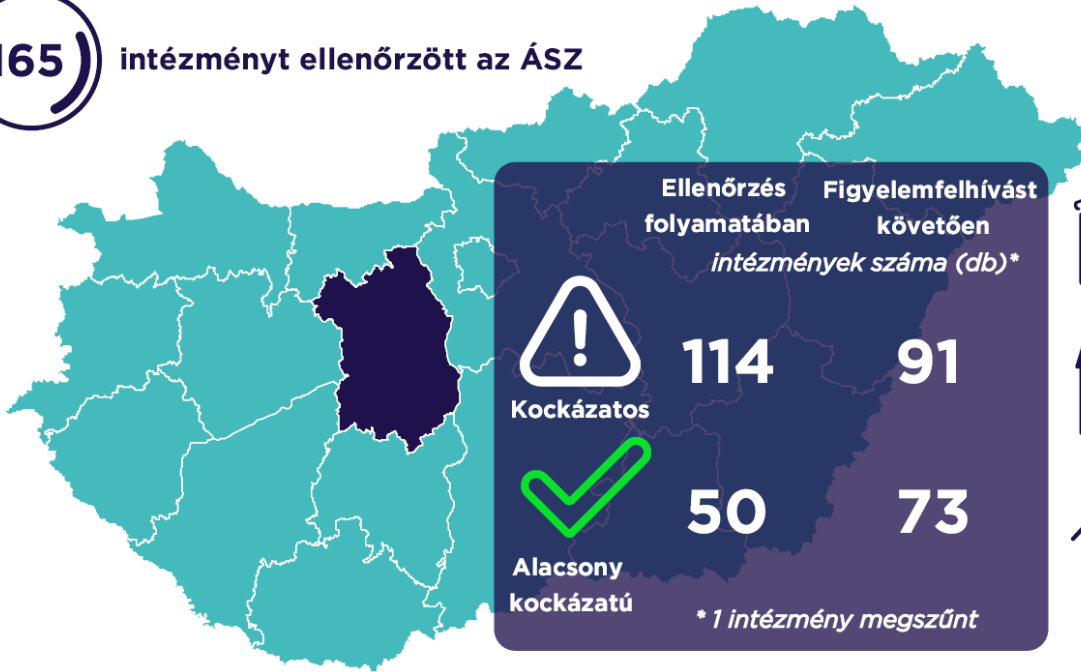 165
intézményt ellenőrzött az ÁSZ
Ellenőrzés
folyamatában
Figyelemfelhívást
követően
intézmények száma (db)*
Kockázatos
114
91
Alacsony
kockázatú
50
73
* 1 intézmény megszűnt